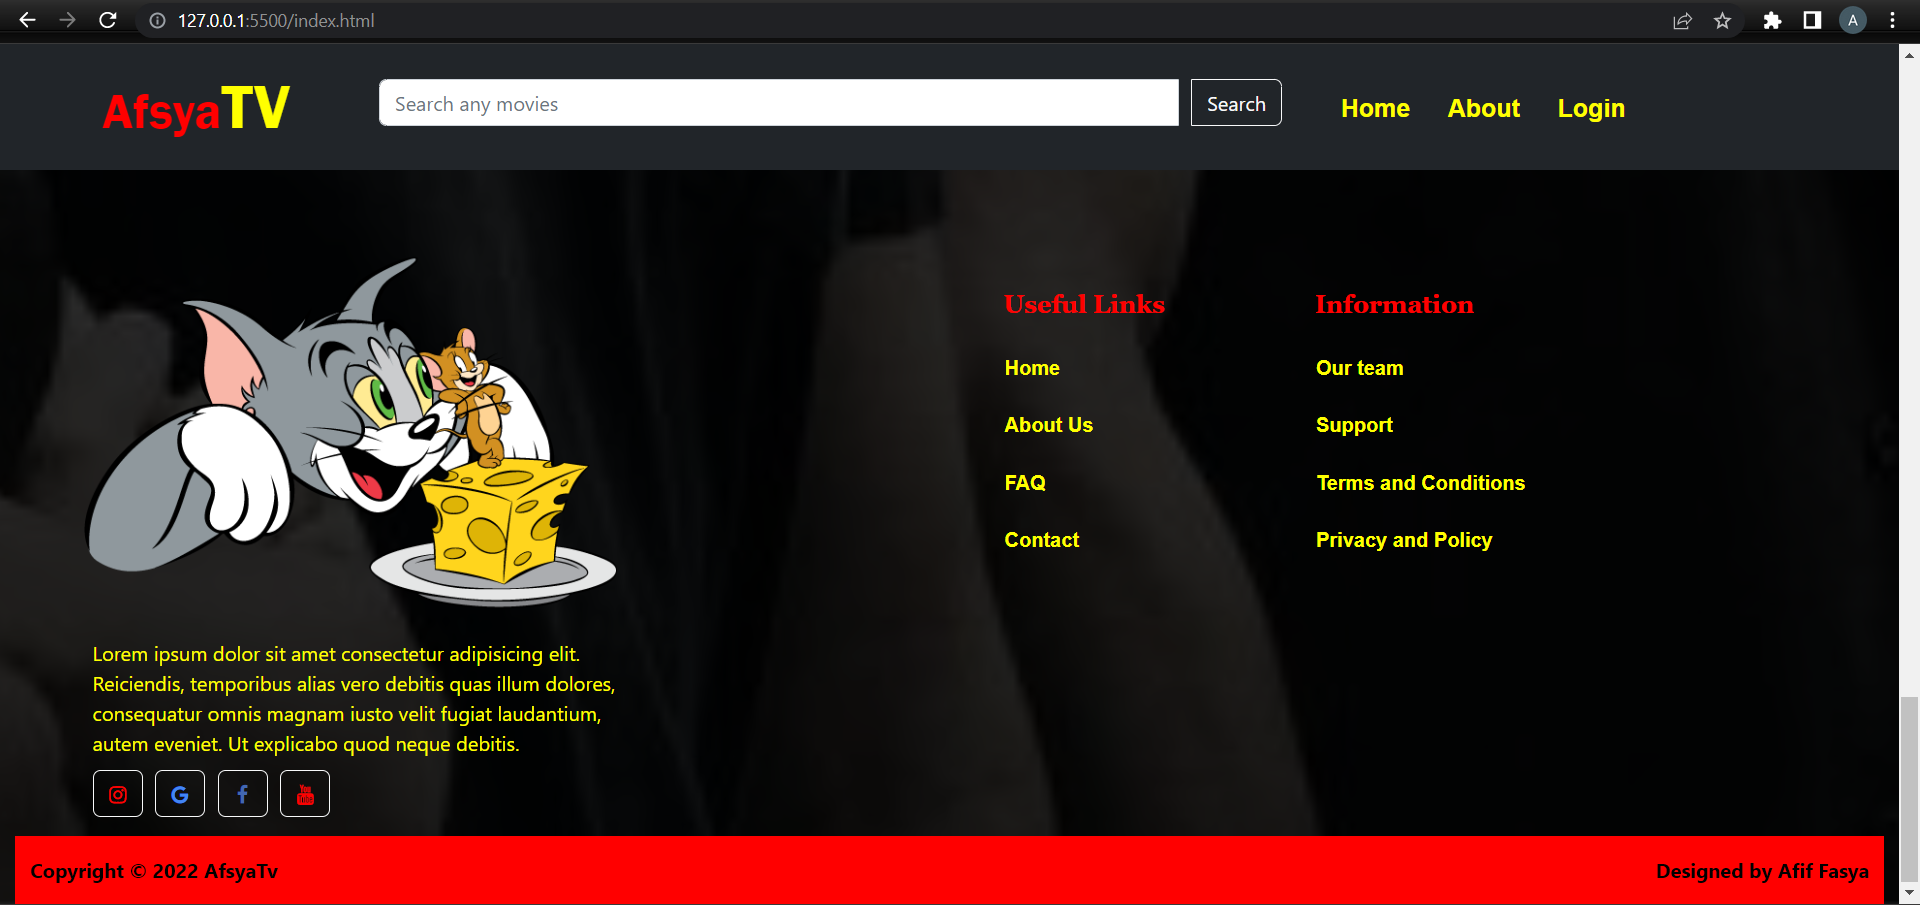 127.0.0.1:5500/index.html
A
AfsyaTV
Search any movies
Search
Home About Login
Useful Links
Home
About Us
FAQ
Contact
Information
Our team
Support
Terms and Conditions
Privacy and Policy
Lorem ipsum dolor sit amet consectetur adipisicing elit.
Reiciendis, temporibus alias vero debitis quas illum dolores,
consequatur omnis magnam iusto velit fugiat laudantium,
autem eveniet. Ut explicabo quod neque debitis.
You Tube
Copyright © 2022 AfsyaTv
Designed by Afif Fasya